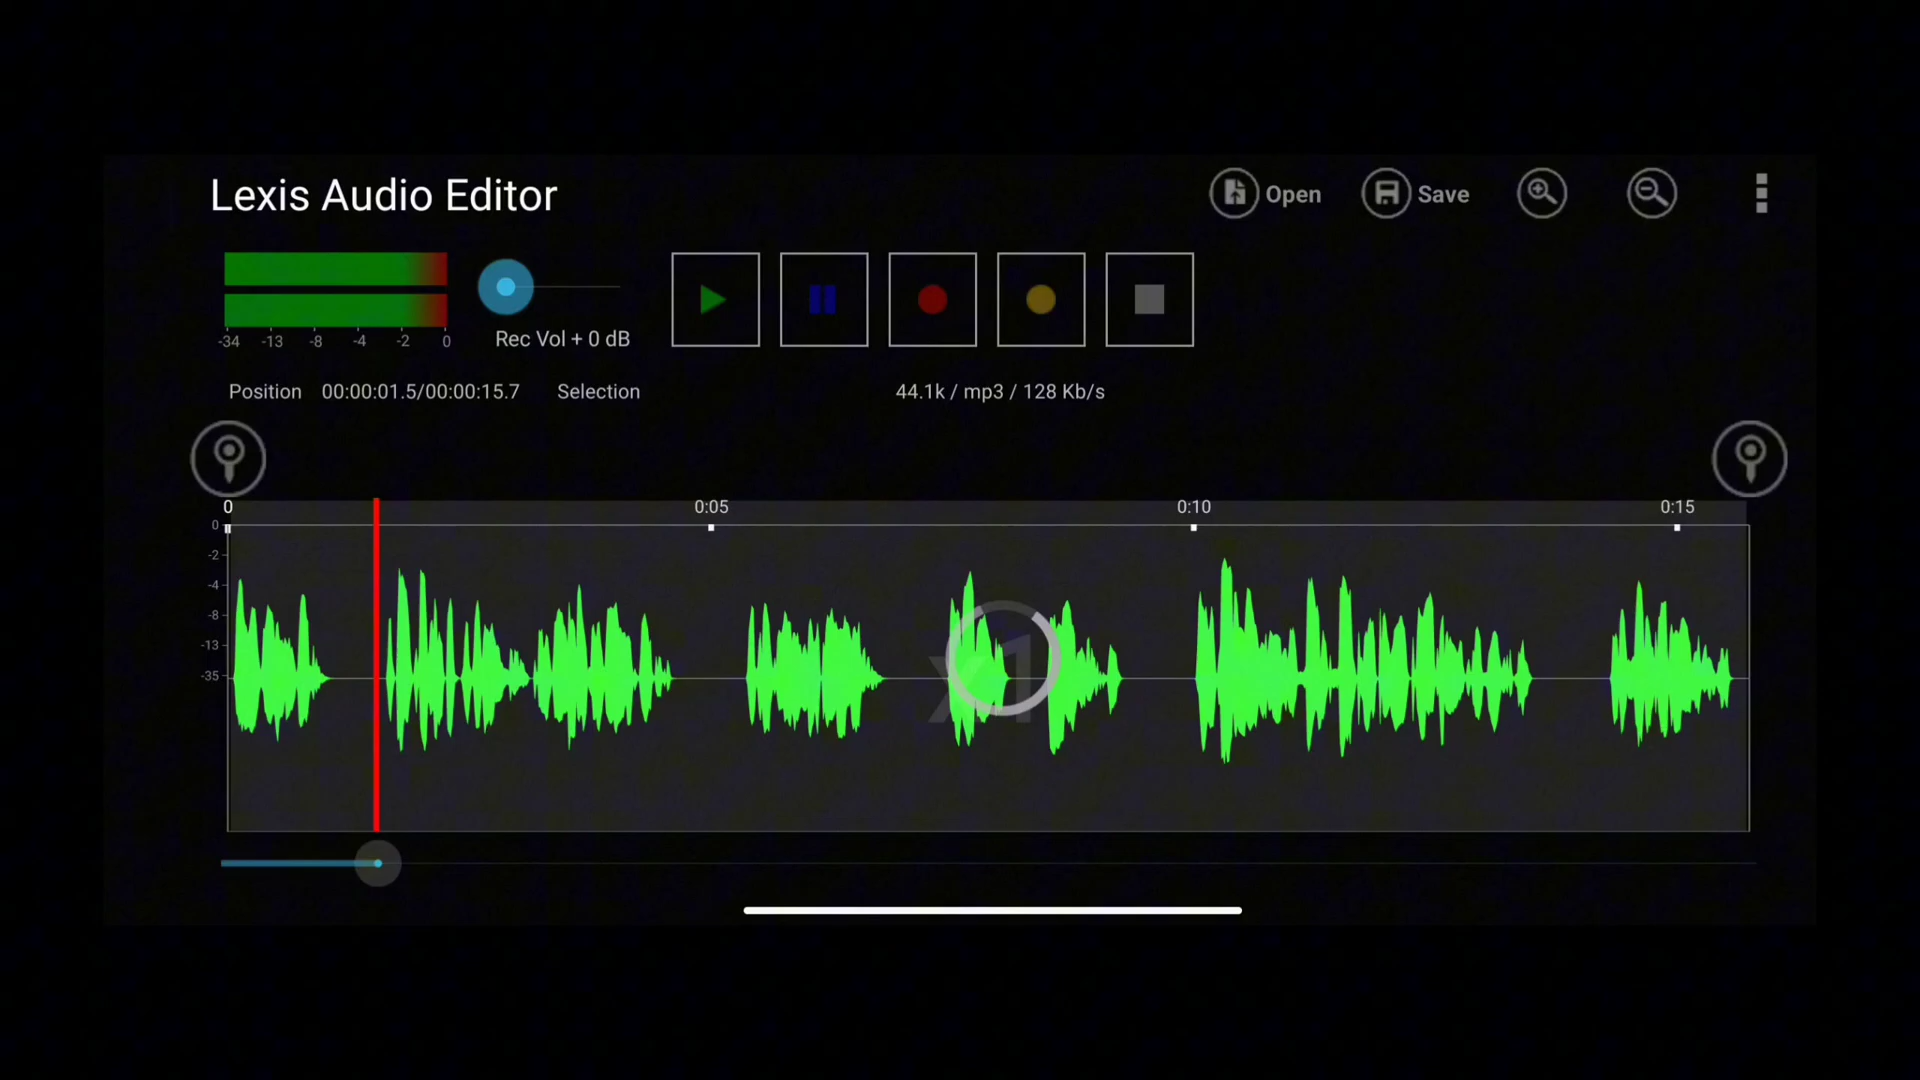 Lexis Audio Editor
Open
Save
-34 -13 -8 -4 -2 0
Rec Vol + 0 dB
Position 00:00:01.5/00:00:15.7 Selection 44.1k / mp3 / 128 Kb/s
0 0:05 0:10 0:15
0
-2
-4
-8
-13
-35
x1